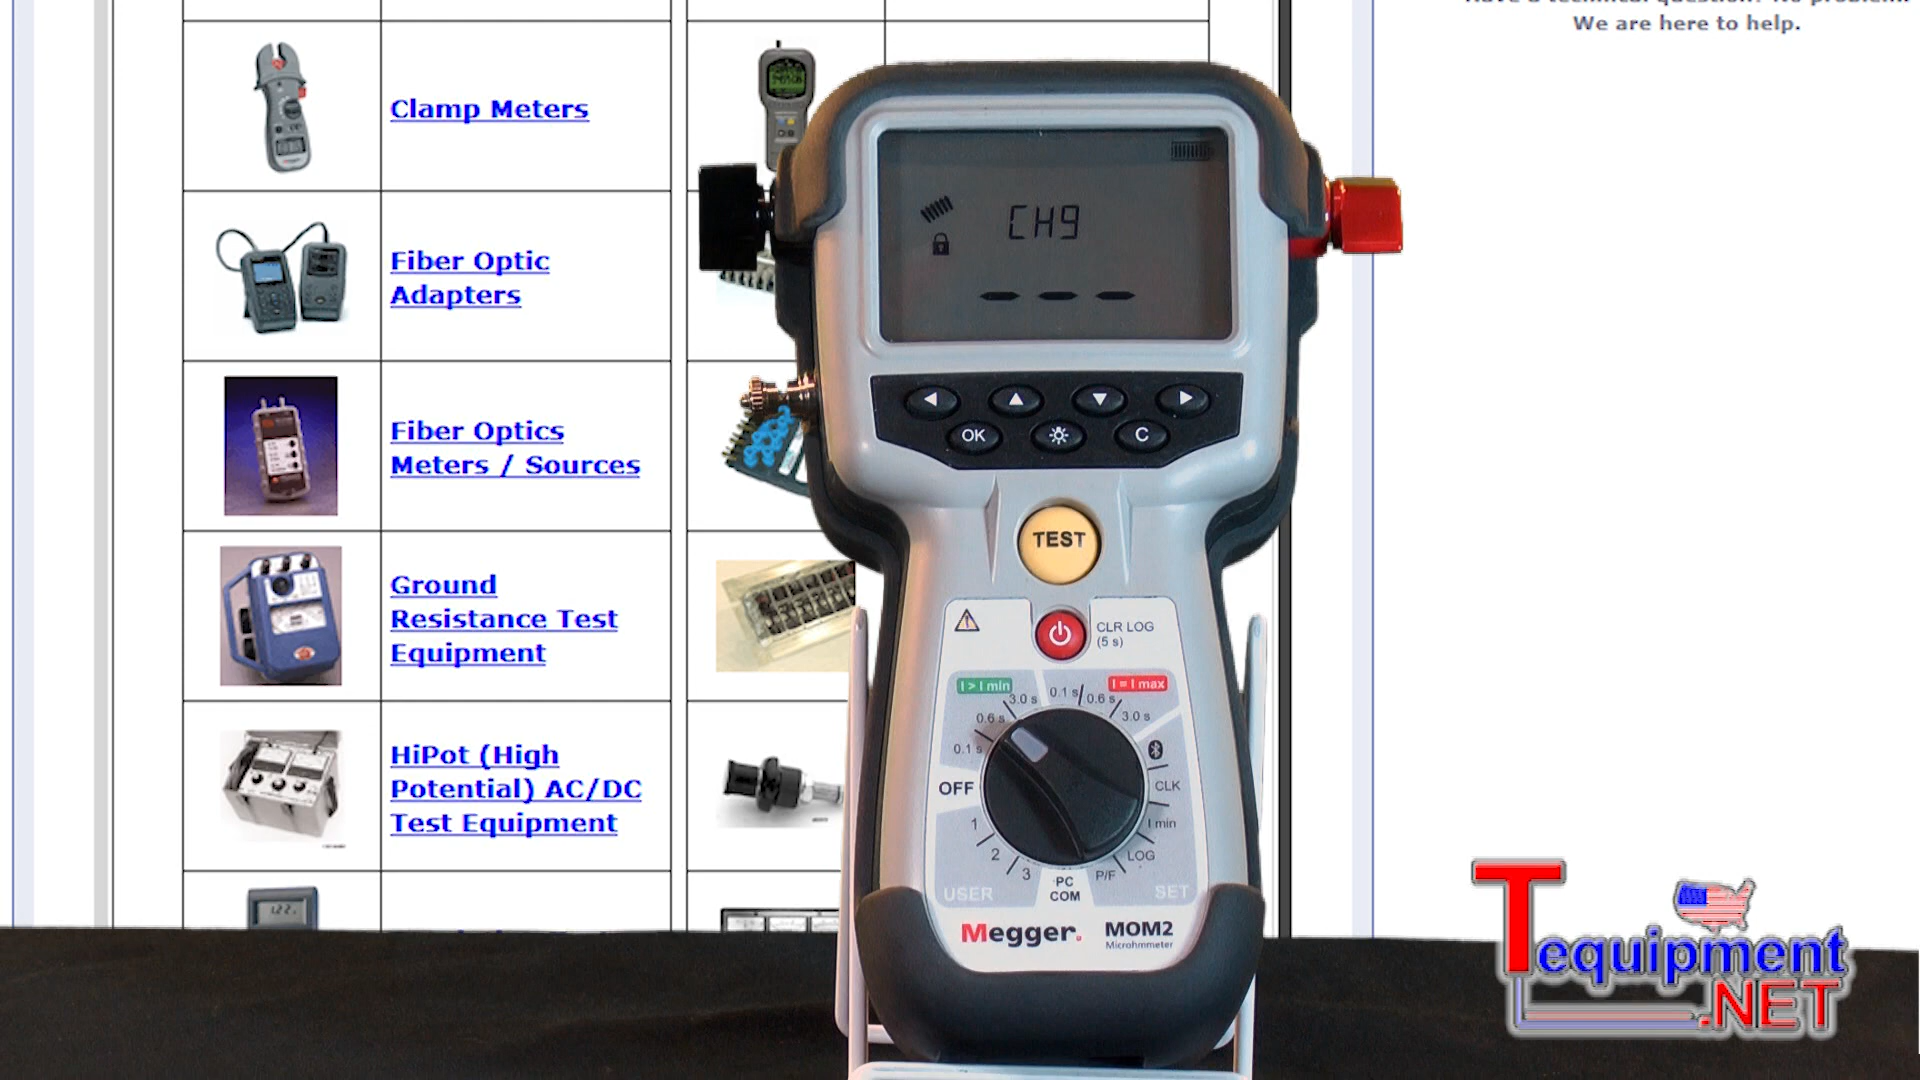 We are here to help.
Clamp Meters
Fiber Optic
Adapters
Fiber Optics
Meters / Sources
Ground
Resistance Test
Equipment
HiPot (High
Potential) AC/DC
Test Equipment
CH9
OK
C
TEST
CLR LOG
(5 s)
I > I min
I = I max
0.1 s
0.6 s
3.0 s
0.1 s
0.6 s
3.0 s
CLK
I min
LOG
P/F
SET
PC
COM
USER
3
2
1
OFF
Megger.
MOM2
Microhmmeter
Tequipment
.NET